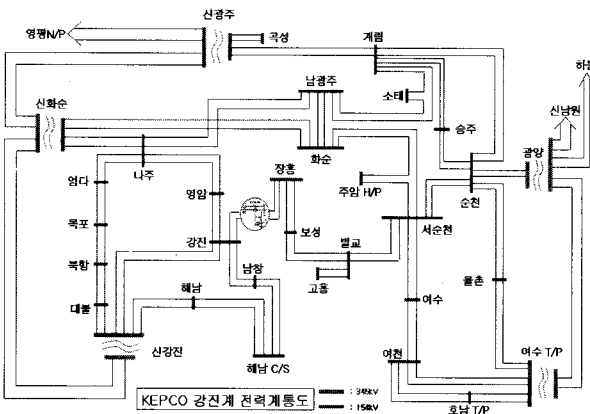 신광주
영광N/P
곡성
계림
하동
남광주
소태
신남원
신화순
승주
광양
나주
화순
엄다
장흥
주암 H/P
순천
영암
목포
강진
보성
벌교
서순천
북항
남창
율촌
고흥
해남
여수
대불
신강진
여천
여수 T/P
해남 C/S
KEPCO 강진계 전력계통도
: 345kV
: 154kV
호남 T/P